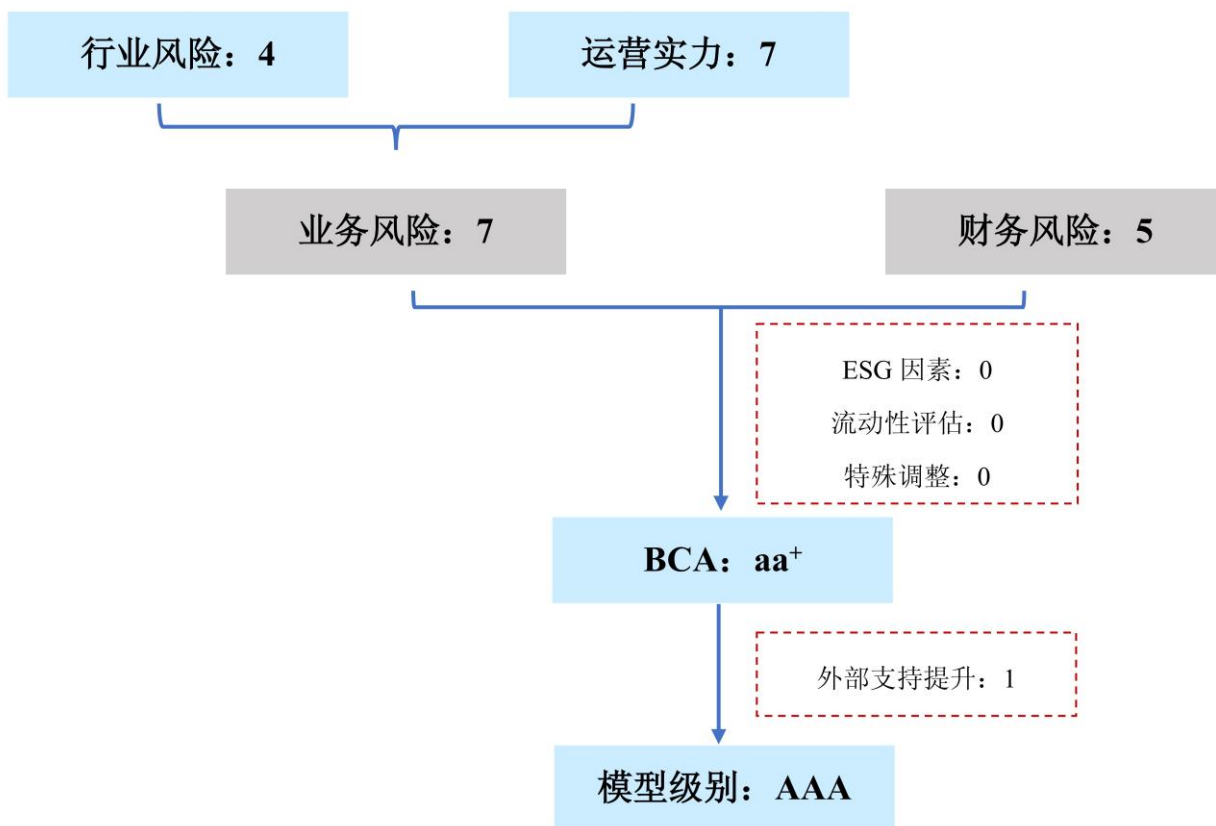 行业风险：4
运营实力：7
业务风险：7
财务风险：5
ESG 因素：0
流动性评估：0
特殊调整：0
BCA：aa⁺
外部支持提升：1
模型级别：AAA